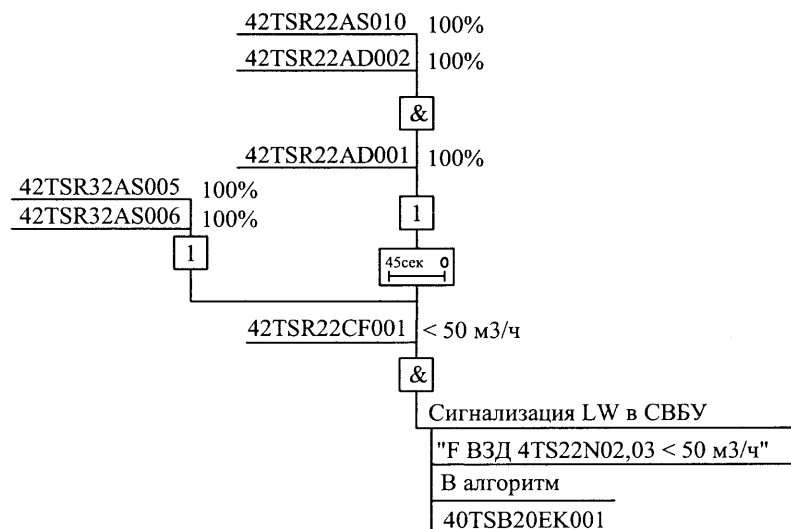 42TSR22AS010 100%
42TSR22AD002 100%
&
42TSR22AD001 100%
42TSR32AS005 100%
42TSR32AS006 100%
1
1
45сек 0
42TSR22CF001 < 50 м3/ч
&
Сигнализация LW в СВБУ
"F ВЗД 4TS22N02,03 < 50 м3/ч"
В алгоритм
40TSB20EK001